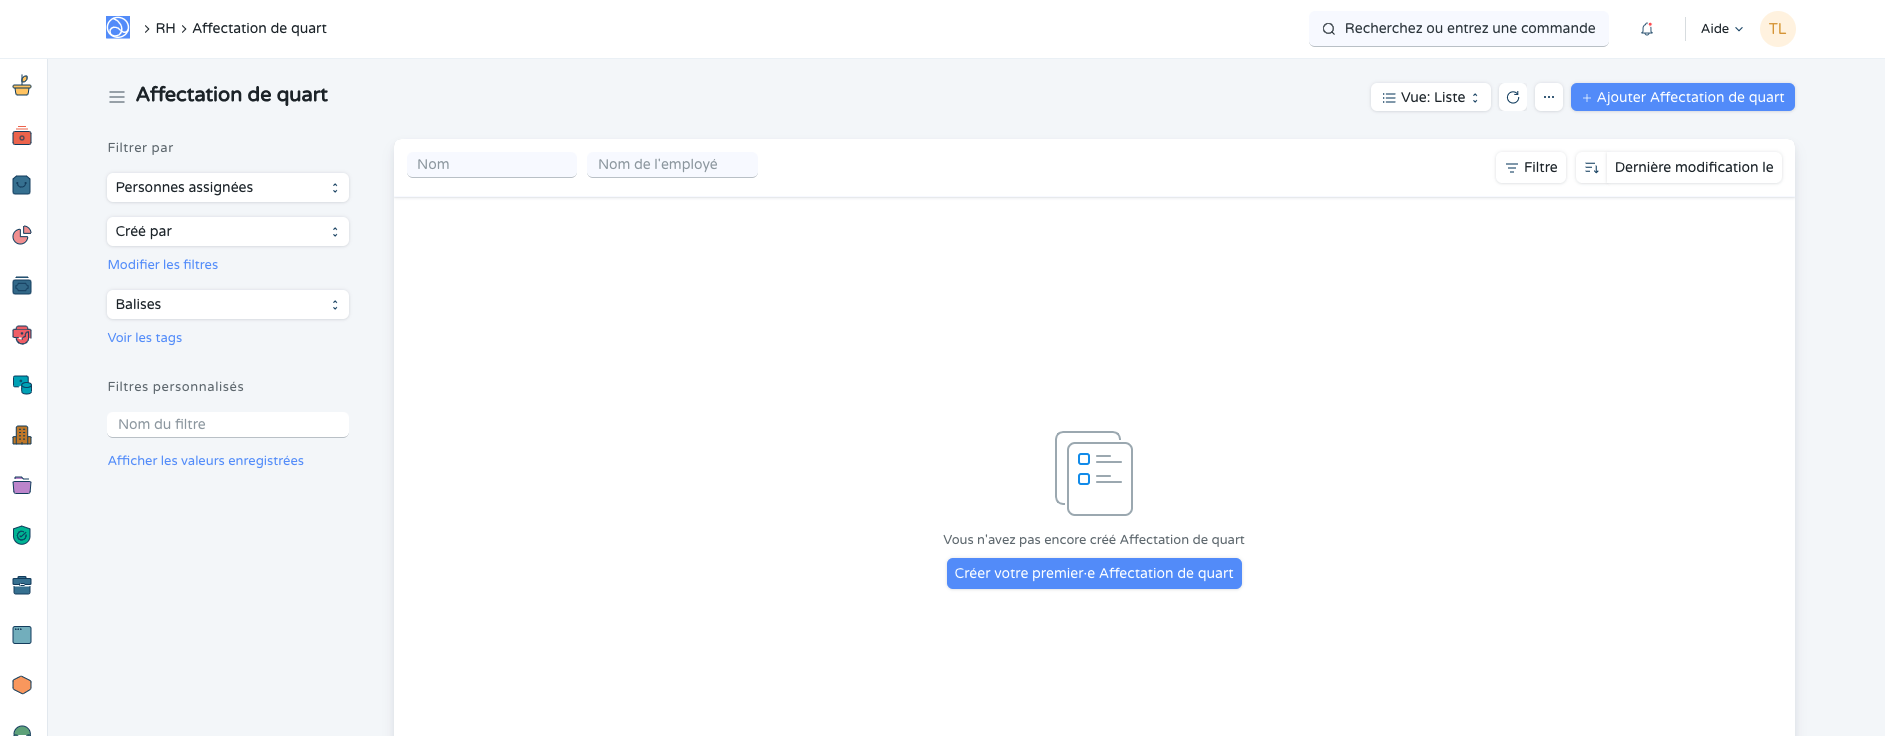 RH
Affectation de quart
Recherchez ou entrez une commande
Aide
TL
Affectation de quart
Vue: Liste
···
+ Ajouter Affectation de quart
Filtrer par
Personnes assignées
Créé par
Modifier les filtres
Balises
Voir les tags
Filtres personnalisés
Nom du filtre
Afficher les valeurs enregistrées
Nom
Nom de l'employé
Filtre
Dernière modification le
Vous n'avez pas encore créé Affectation de quart
Créer votre premier·e Affectation de quart